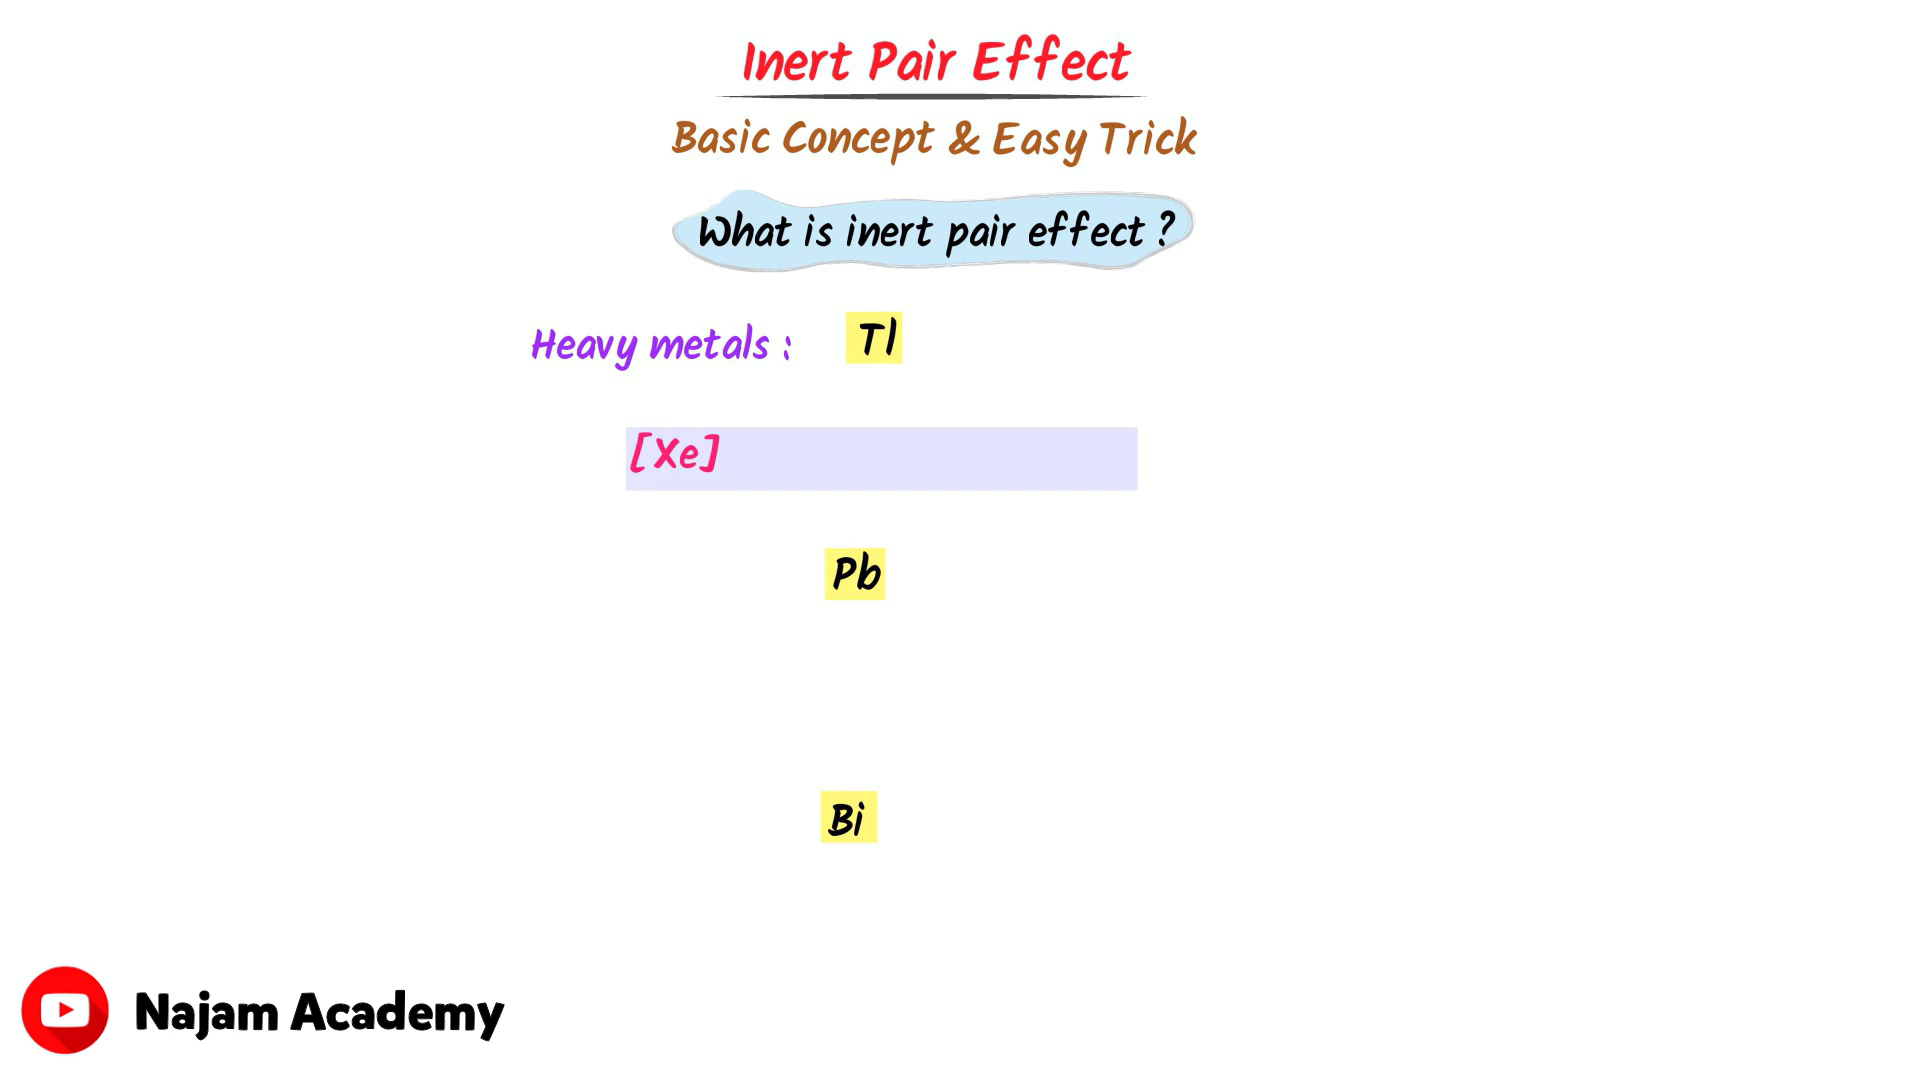 Inert Pair Effect
Basic Concept & Easy Trick
What is inert pair effect ?
Heavy metals : Tl
[Xe]
Pb
Bi
Najam Academy